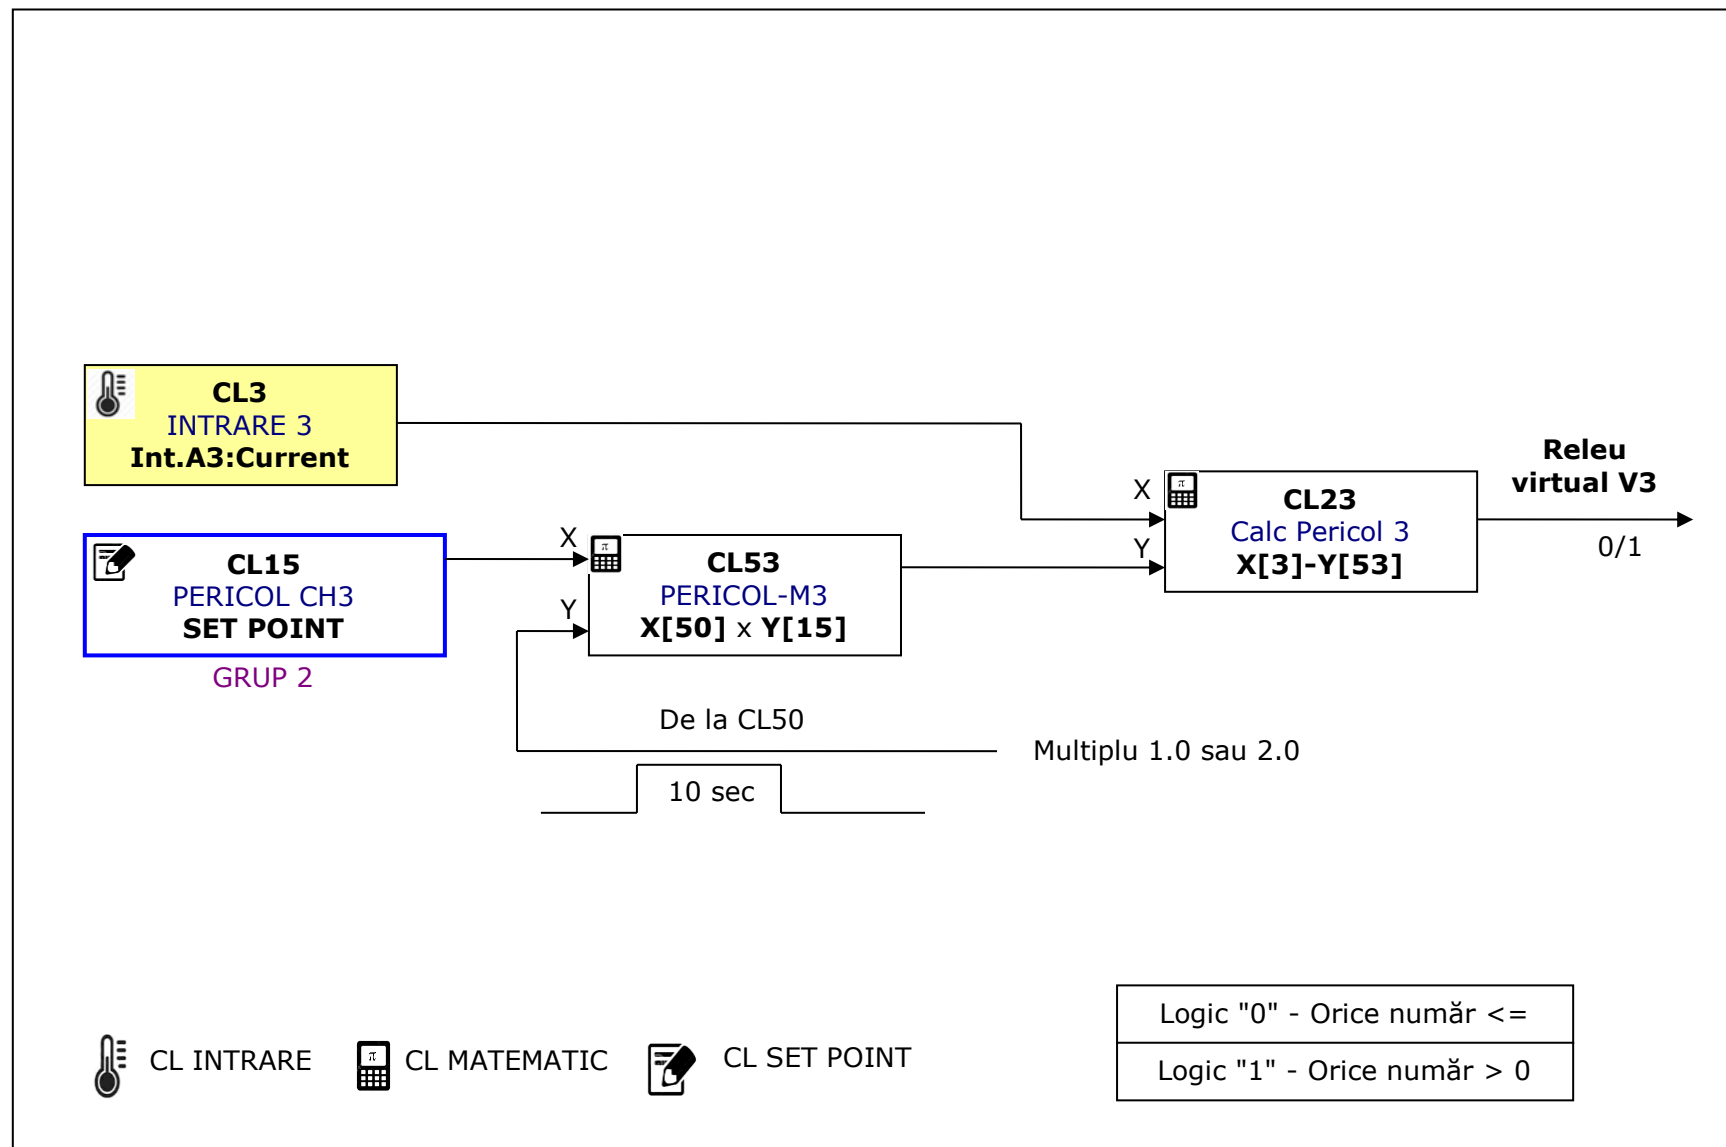 CL3
INTRARE 3
Int.A3:Current
CL15
PERICOL CH3
SET POINT
GRUP 2
X
Y
CL53
PERICOL-M3
X[50] x Y[15]
De la CL50
Multiplu 1.0 sau 2.0
10 sec
X
Y
CL23
Calc Pericol 3
X[3]-Y[53]
Releu
virtual V3
0/1
π CL INTRARE
CL MATEMATIC
CL SET POINT
Logic "0" - Orice număr <=
Logic "1" - Orice număr > 0